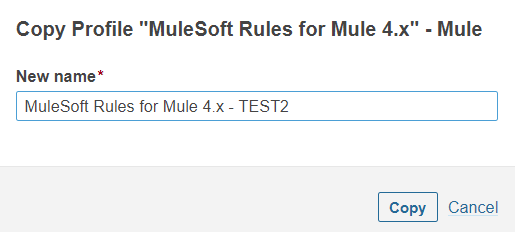 Copy Profile "MuleSoft Rules for Mule 4.x" - Mule
New name*
MuleSoft Rules for Mule 4.x - TEST2
Copy Cancel